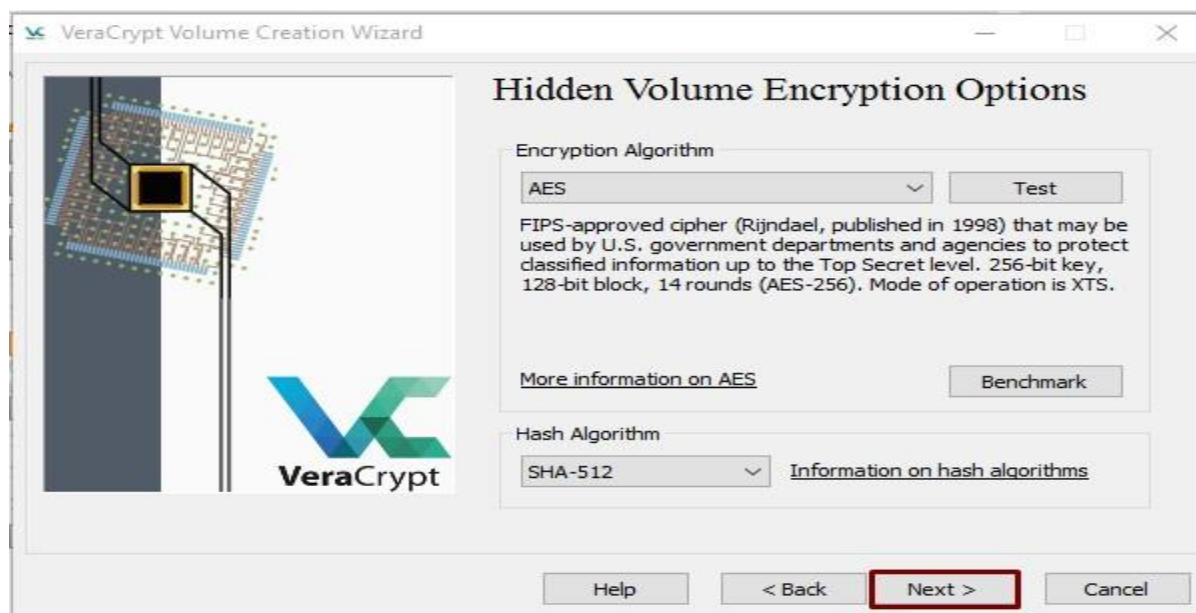 VeraCrypt Volume Creation Wizard
Hidden Volume Encryption Options
Encryption Algorithm
AES
Test
FIPS-approved cipher (Rijndael, published in 1998) that may be
used by U.S. government departments and agencies to protect
classified information up to the Top Secret level. 256-bit key,
128-bit block, 14 rounds (AES-256). Mode of operation is XTS.
More information on AES
Benchmark
Hash Algorithm
SHA-512
Information on hash algorithms
VeraCrypt
Help
< Back
Next >
Cancel